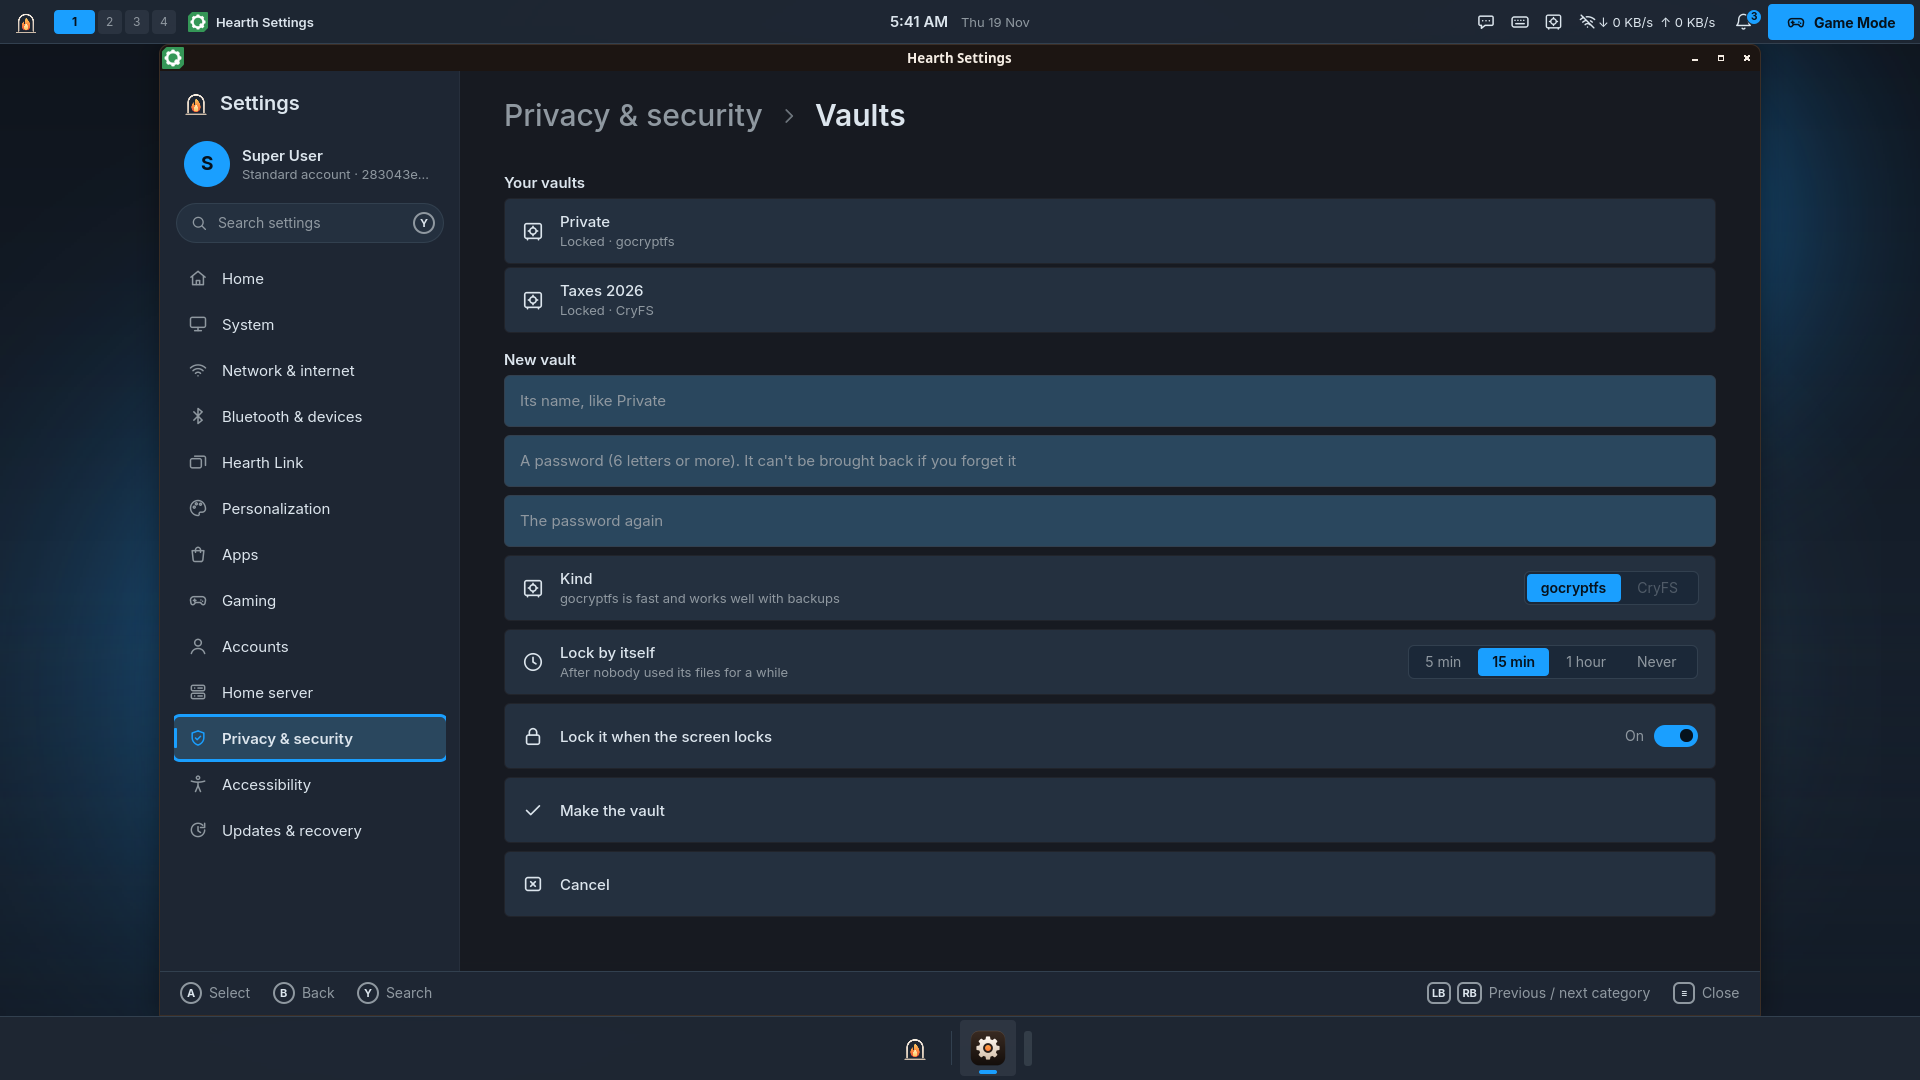 1 2 3 4 Hearth Settings
5:41 AM Thu 19 Nov
↓ 0 KB/s ↑ 0 KB/s
3
Game Mode
Hearth Settings
Settings
S
Super User
Standard account · 283043e...
Search settings
Y
Home
System
Network & internet
Bluetooth & devices
Hearth Link
Personalization
Apps
Gaming
Accounts
Home server
Privacy & security
Accessibility
Updates & recovery
Privacy & security > Vaults
Your vaults
Private
Locked · gocryptfs
Taxes 2026
Locked · CryFS
New vault
Its name, like Private
A password (6 letters or more). It can't be brought back if you forget it
The password again
Kind
gocryptfs is fast and works well with backups
gocryptfs CryFS
Lock by itself
After nobody used its files for a while
5 min 15 min 1 hour Never
Lock it when the screen locks
On
Make the vault
Cancel
A Select B Back Y Search
LB RB Previous / next category ≡ Close